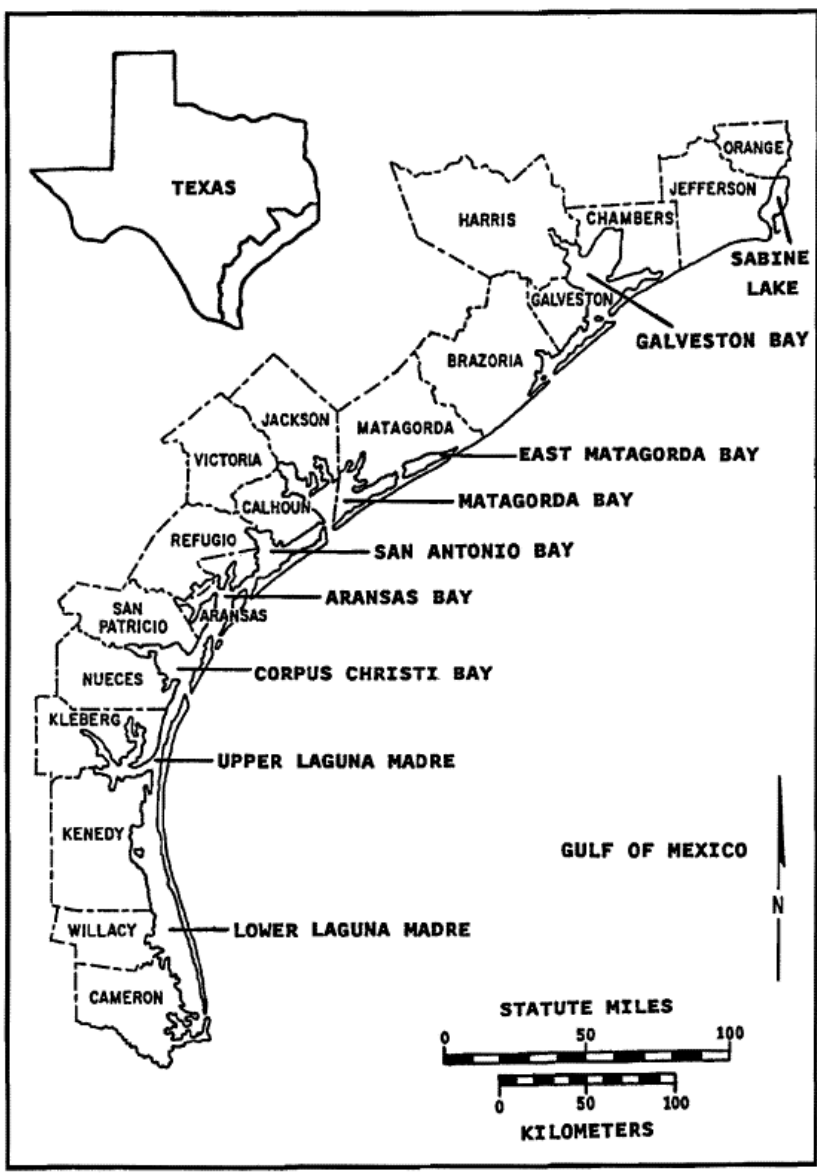 TEXAS
ORANGE
JEFFERSON
HARRIS
CHAMBERS
SABINE
LAKE
GALVESTON
GALVESTON BAY
BRAZORIA
JACKSON
MATAGORDA
VICTORIA
EAST MATAGORDA BAY
CALHOUN
MATAGORDA BAY
REFUGIO
SAN ANTONIO BAY
ARANSAS BAY
SAN
PATRICIO
ARANSAS
NUECES
CORPUS CHRISTI BAY
KLEBERG
UPPER LAGUNA MADRE
KENEDY
GULF OF MEXICO
N
WILLACY
LOWER LAGUNA MADRE
CAMERON
STATUTE MILES
0 50 100
0 50 100
KILOMETERS